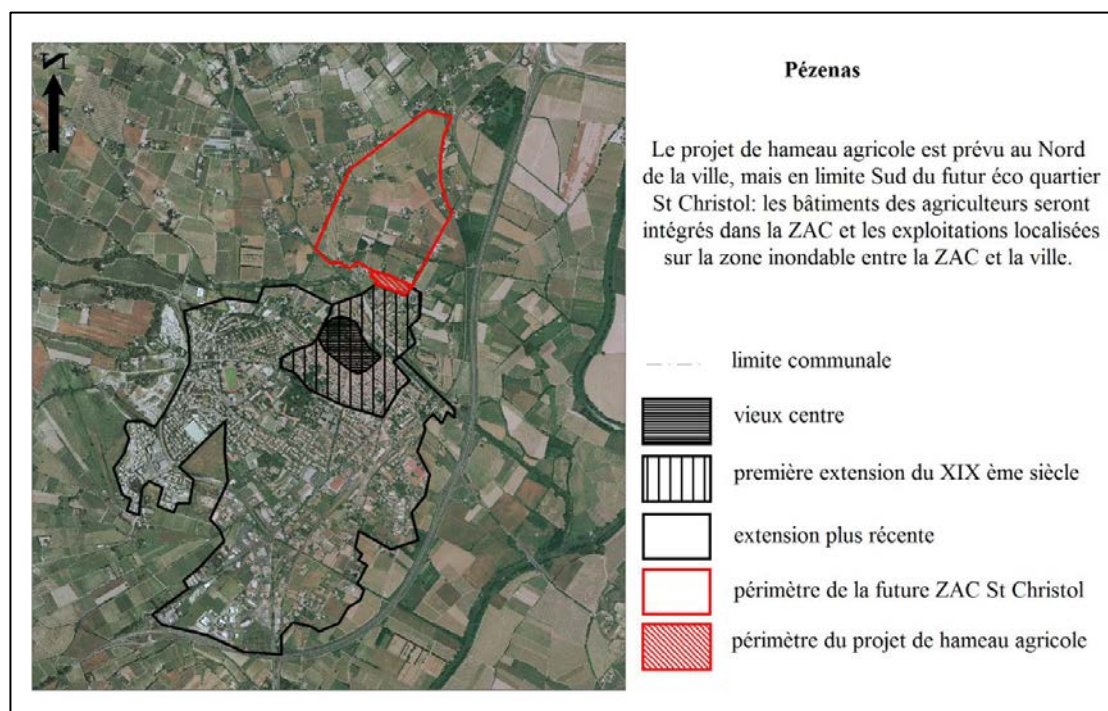 N
Pézenas
Le projet de hameau agricole est prévu au Nord
de la ville, mais en limite Sud du futur éco quartier
St Christol: les bâtiments des agriculteurs seront
intégrés dans la ZAC et les exploitations localisées
sur la zone inondable entre la ZAC et la ville.
limite communale
vieux centre
première extension du XIX ème siècle
extension plus récente
périmètre de la future ZAC St Christol
périmètre du projet de hameau agricole